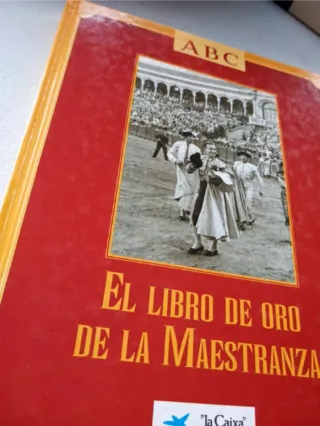 ABC
EL LIBRO DE ORO
DE LA MAESTRANZA
"la Caixa"